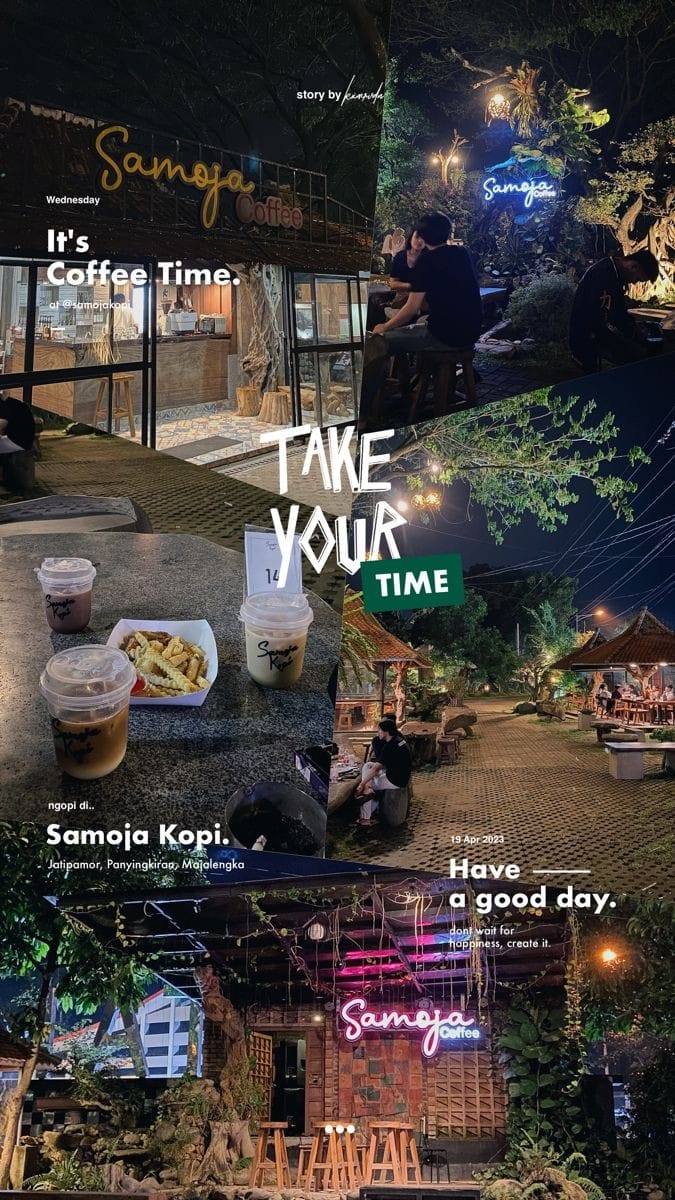 story by
Samoja
Coffee
Wednesday
It's
Coffee Time.
at @samojakopi
Samoja
Coffee
TAKE
YOUR
TIME
14
Samoja
Kopi
Samoja
Kopi
Samoja
Kopi
ngopi di..
Samoja Kopi.
Jatipamor, Panyingkiran, Majalengka
19 Apr 2023
Have
a good day.
dont wait for
happiness, create it.
Samoja
Coffee